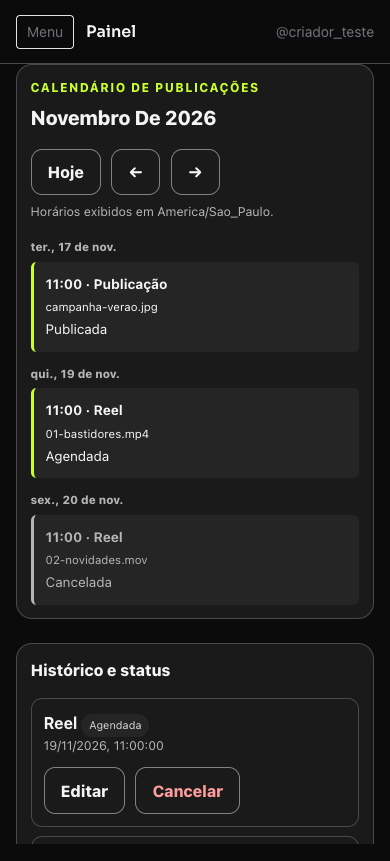 Menu Painel @criador_teste
CALENDÁRIO DE PUBLICAÇÕES
Novembro De 2026
Hoje ← →
Horários exibidos em America/Sao_Paulo.
ter., 17 de nov.
11:00 · Publicação
campanha-verao.jpg
Publicada
qui., 19 de nov.
11:00 · Reel
01-bastidores.mp4
Agendada
sex., 20 de nov.
11:00 · Reel
02-novidades.mov
Cancelada
Histórico e status
Reel Agendada
19/11/2026, 11:00:00
Editar Cancelar